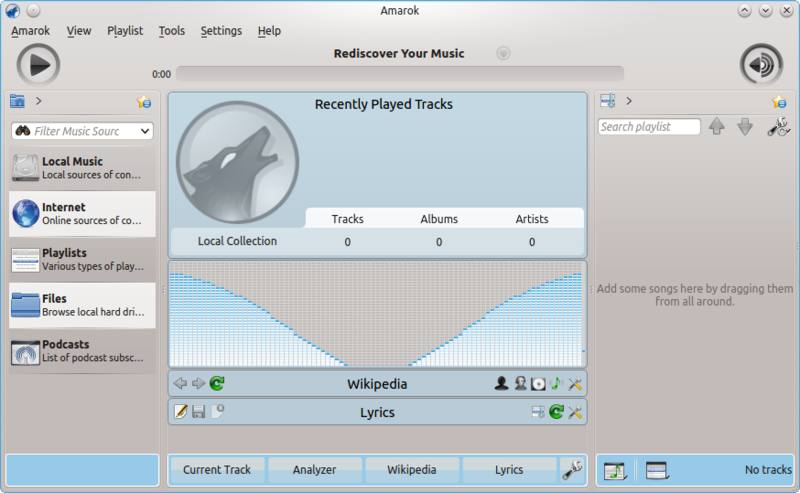 Amarok
Amarok View Playlist Tools Settings Help
Rediscover Your Music
0:00
Filter Music Sourc
Local Music
Local sources of con...
Internet
Online sources of co...
Playlists
Various types of play...
Files
Browse local hard dri...
Podcasts
List of podcast subsc...
Recently Played Tracks
Tracks Albums Artists
Local Collection 0 0 0
Wikipedia
Lyrics
Current Track Analyzer Wikipedia Lyrics
Search playlist
Add some songs here by dragging them
from all around.
No tracks